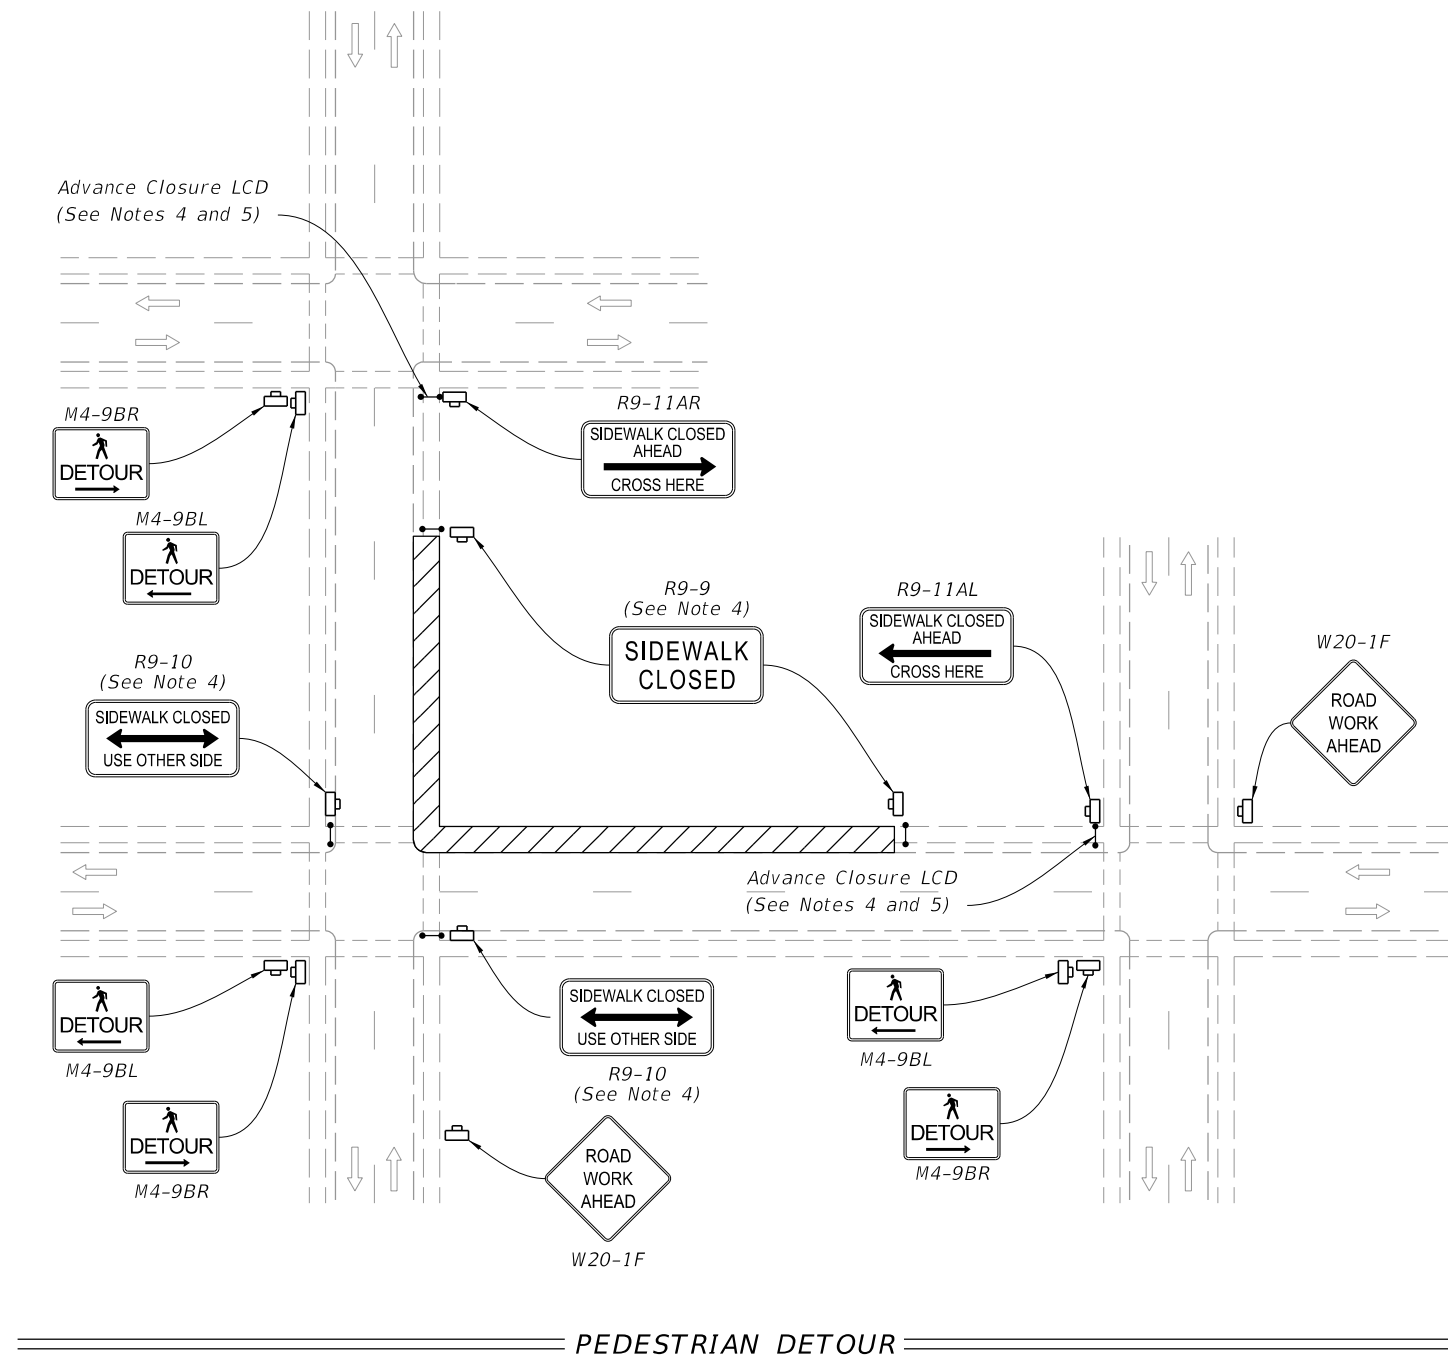 Advance Closure LCD
(See Notes 4 and 5)
M4-9BR
DETOUR
M4-9BL
DETOUR
R9-11AR
SIDEWALK CLOSED
AHEAD
CROSS HERE
R9-9
(See Note 4)
SIDEWALK
CLOSED
R9-11AL
SIDEWALK CLOSED
AHEAD
CROSS HERE
W20-1F
ROAD
WORK
AHEAD
R9-10
(See Note 4)
SIDEWALK CLOSED
USE OTHER SIDE
Advance Closure LCD
(See Notes 4 and 5)
DETOUR
M4-9BL
DETOUR
M4-9BR
SIDEWALK CLOSED
USE OTHER SIDE
R9-10
(See Note 4)
ROAD
WORK
AHEAD
W20-1F
DETOUR
M4-9BL
DETOUR
M4-9BR
PEDESTRIAN DETOUR